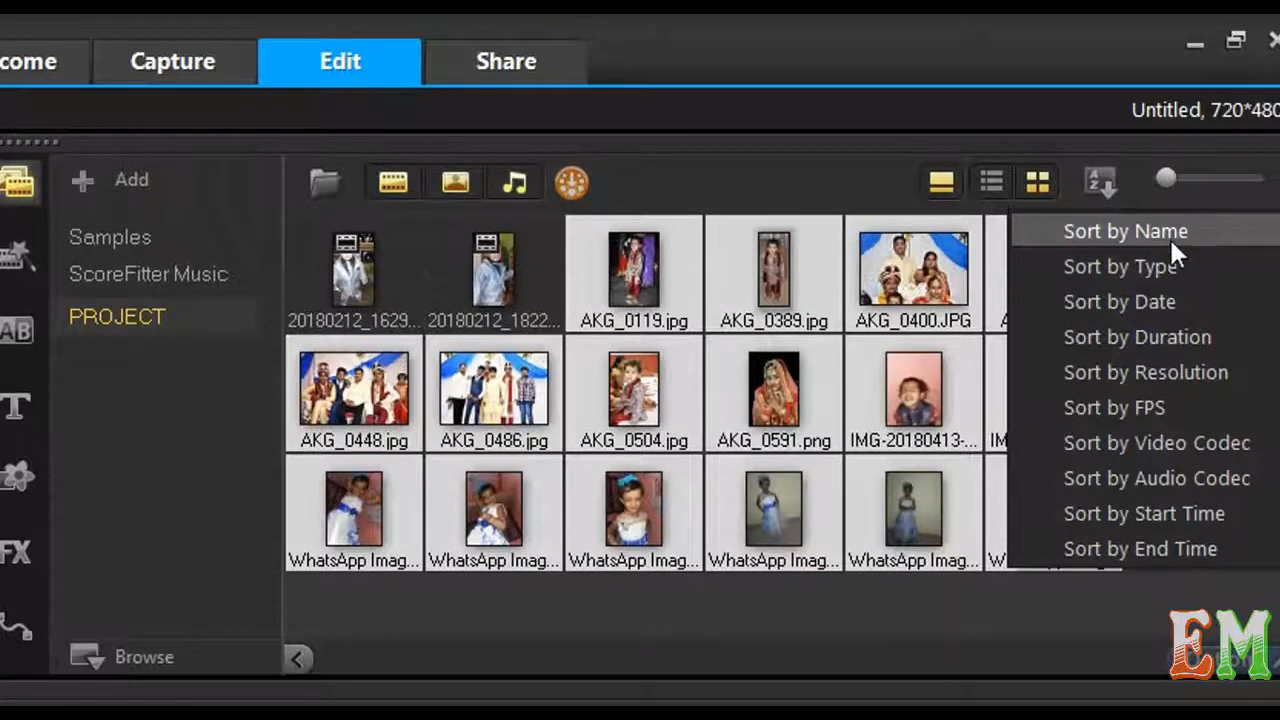 come
Capture
Edit
Share
Untitled, 720*480
Add
Samples
ScoreFitter Music
PROJECT
Sort by Name
Sort by Type
Sort by Date
Sort by Duration
Sort by Resolution
Sort by FPS
Sort by Video Codec
Sort by Audio Codec
Sort by Start Time
Sort by End Time
20180212_1629... 20180212_1822... AKG_0119.jpg AKG_0389.jpg AKG_0400.JPG
AKG_0448.jpg AKG_0486.jpg AKG_0504.jpg AKG_0591.png IMG-20180413-...
WhatsApp Imag... WhatsApp Imag... WhatsApp Imag... WhatsApp Imag... WhatsApp Imag...
AB
T
FX
Browse
EM